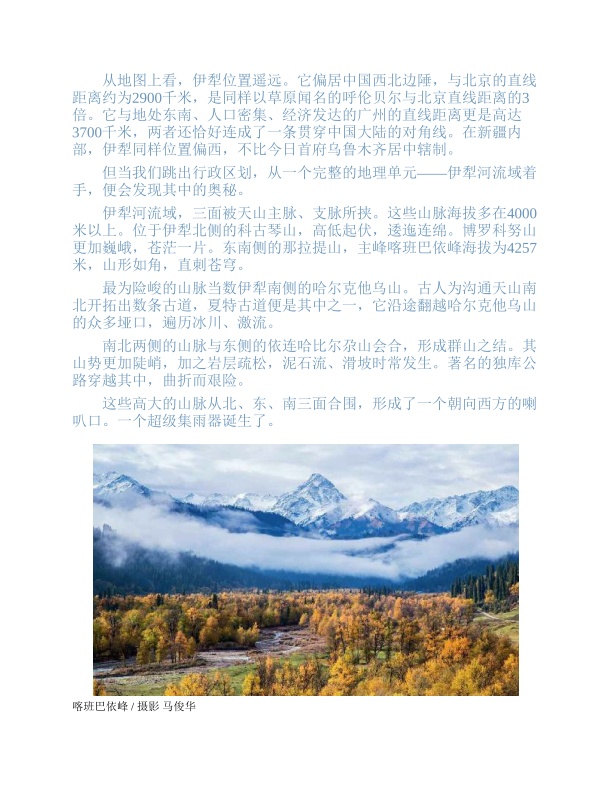 从地图上看，伊犁位置遥远。它偏居中国西北边陲，与北京的直线
距离约为2900千米，是同样以草原闻名的呼伦贝尔与北京直线距离的3
倍。它与地处东南、人口密集、经济发达的广州的直线距离更是高达
3700千米，两者还恰好连成了一条贯穿中国大陆的对角线。在新疆内
部，伊犁同样位置偏西，不比今日首府乌鲁木齐居中辖制。
但当我们跳出行政区划，从一个完整的地理单元——伊犁河流域着
手，便会发现其中的奥秘。
伊犁河流域，三面被天山主脉、支脉所挟。这些山脉海拔多在4000
米以上。位于伊犁北侧的科古琴山，高低起伏，逶迤连绵。博罗科努山
更加巍峨，苍茫一片。东南侧的那拉提山，主峰喀班巴依峰海拔为4257
米，山形如角，直刺苍穹。
最为险峻的山脉当数伊犁南侧的哈尔克他乌山。古人为沟通天山南
北开拓出数条古道，夏特古道便是其中之一，它沿途翻越哈尔克他乌山
的众多垭口，遍历冰川、激流。
南北两侧的山脉与东侧的依连哈比尔尕山会合，形成群山之结。其
山势更加陡峭，加之岩层疏松，泥石流、滑坡时常发生。著名的独库公
路穿越其中，曲折而艰险。
这些高大的山脉从北、东、南三面合围，形成了一个朝向西方的喇
叭口。一个超级集雨器诞生了。
喀班巴依峰 / 摄影 马俊华